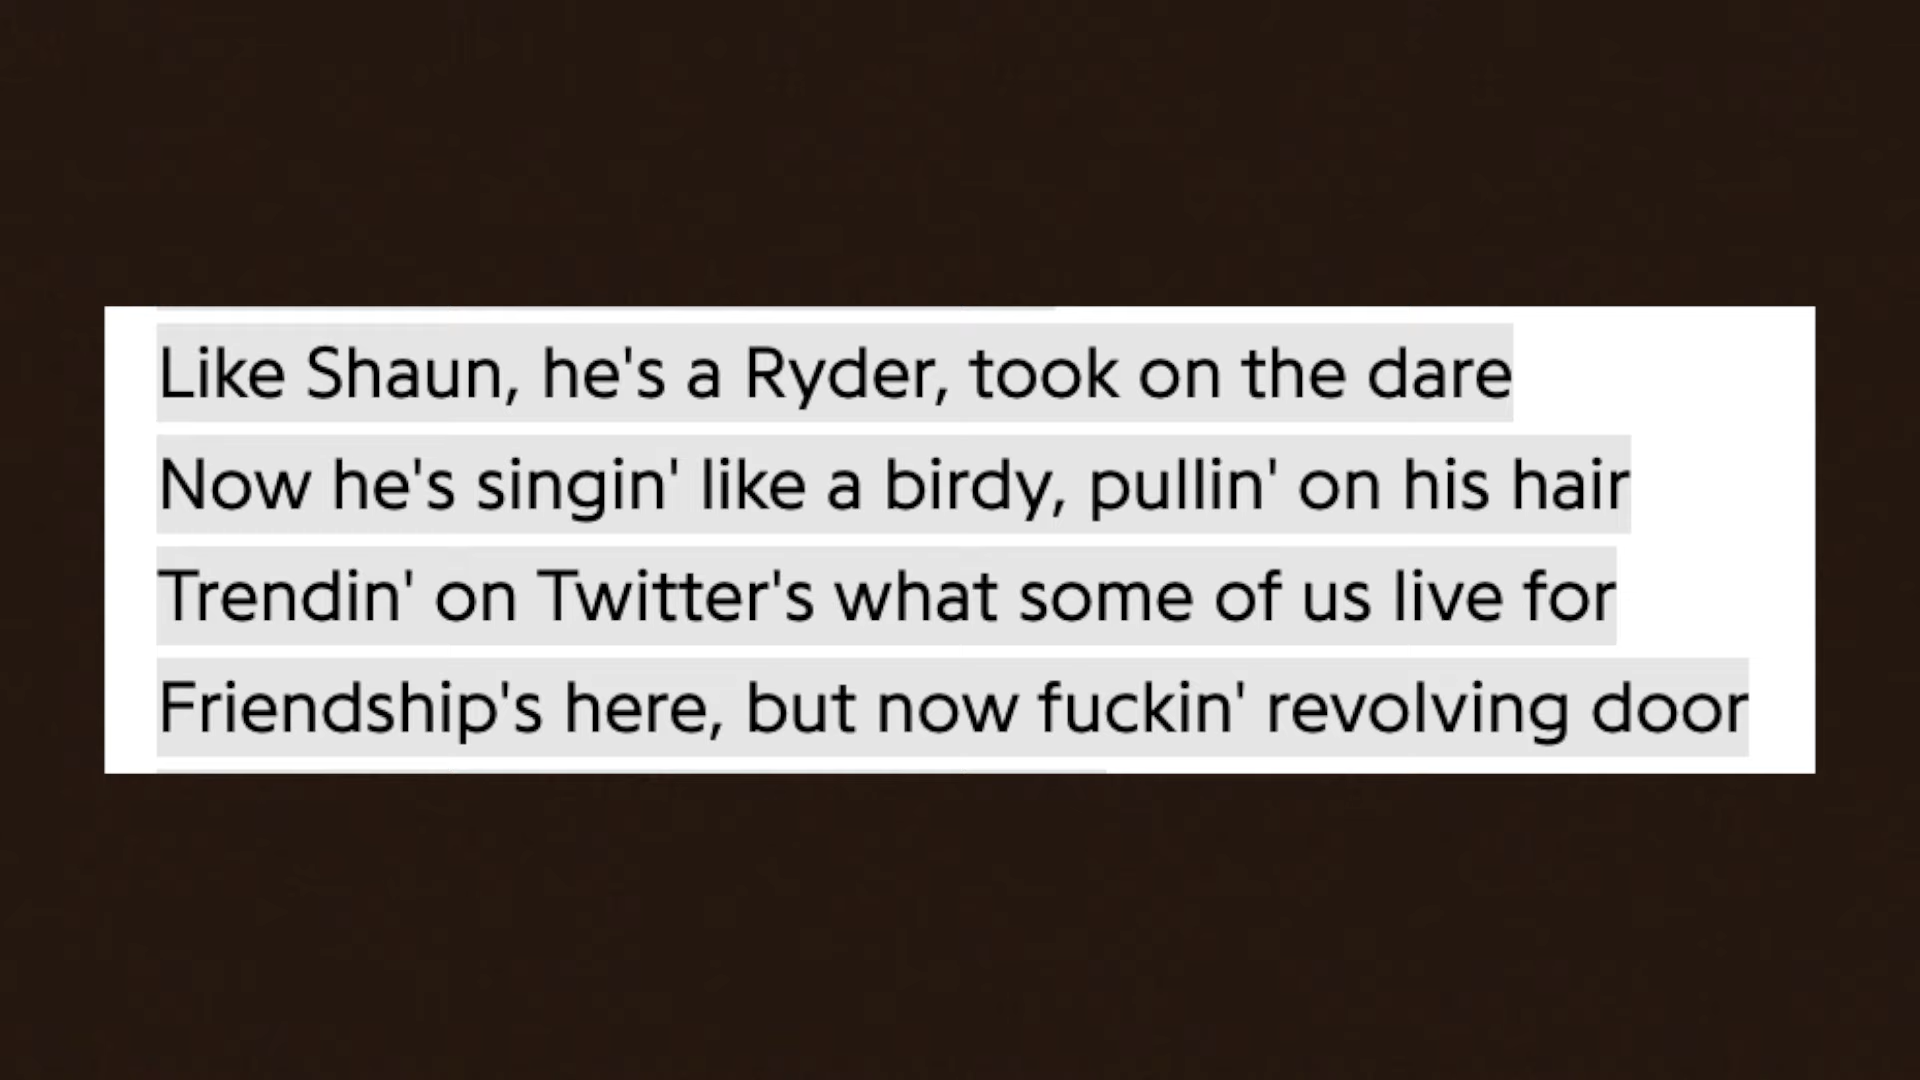 Like Shaun, he's a Ryder, took on the dare
Now he's singin' like a birdy, pullin' on his hair
Trendin' on Twitter's what some of us live for
Friendship's here, but now fuckin' revolving door